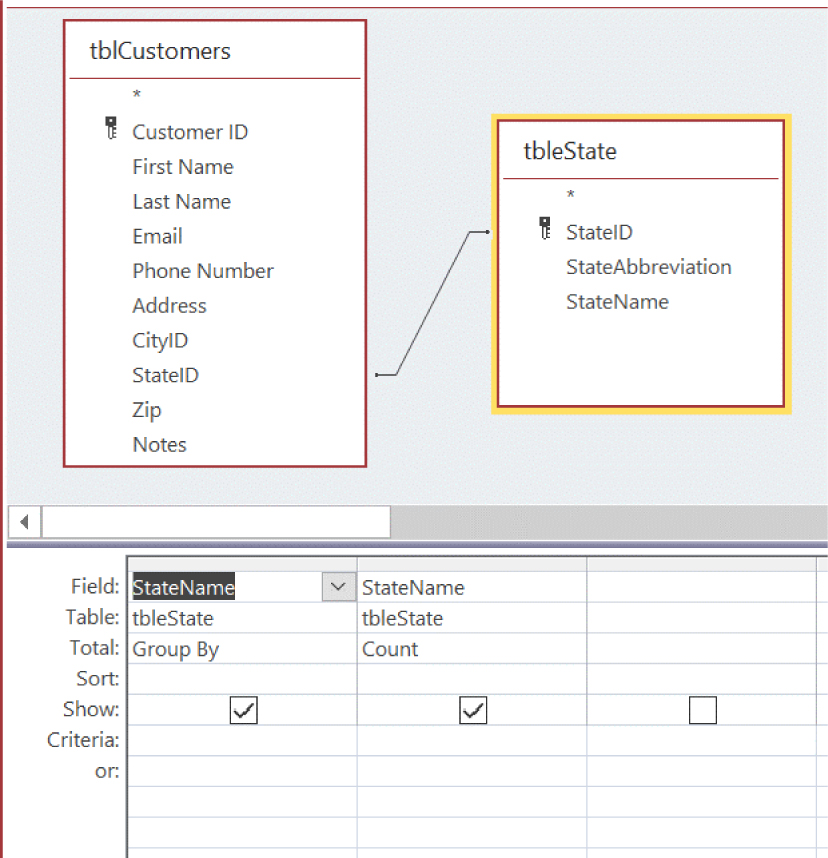 tblCustomers
*
Customer ID
First Name
Last Name
Email
Phone Number
Address
CityID
StateID
Zip
Notes
tbleState
*
StateID
StateAbbreviation
StateName
Field: StateName StateName
Table: tbleState tbleState
Total: Group By Count
Sort:
Show:
Criteria:
or: